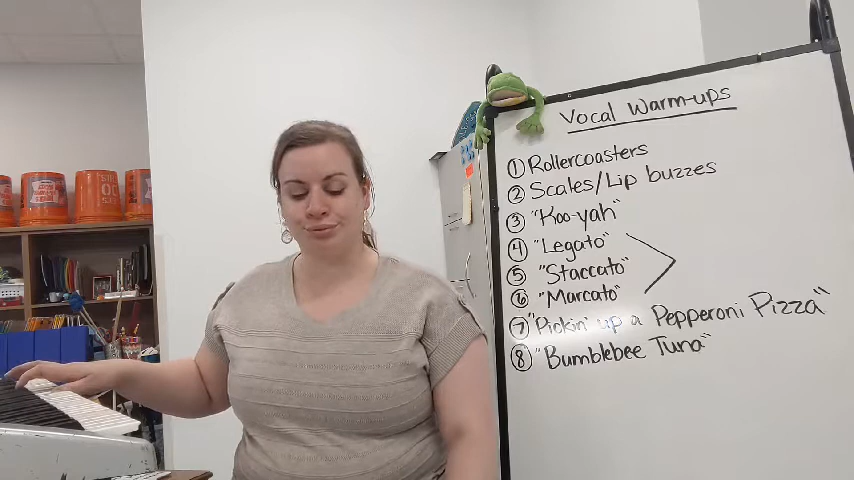 Vocal Warm-ups
① Rollercoasters
② Scales/Lip buzzes
③ "Koo-yah"
④ "Legato"
⑤ "Staccato"
⑥ "Marcato"
⑦ "Pickin' up a Pepperoni Pizza"
⑧ "Bumblebee Tuna"